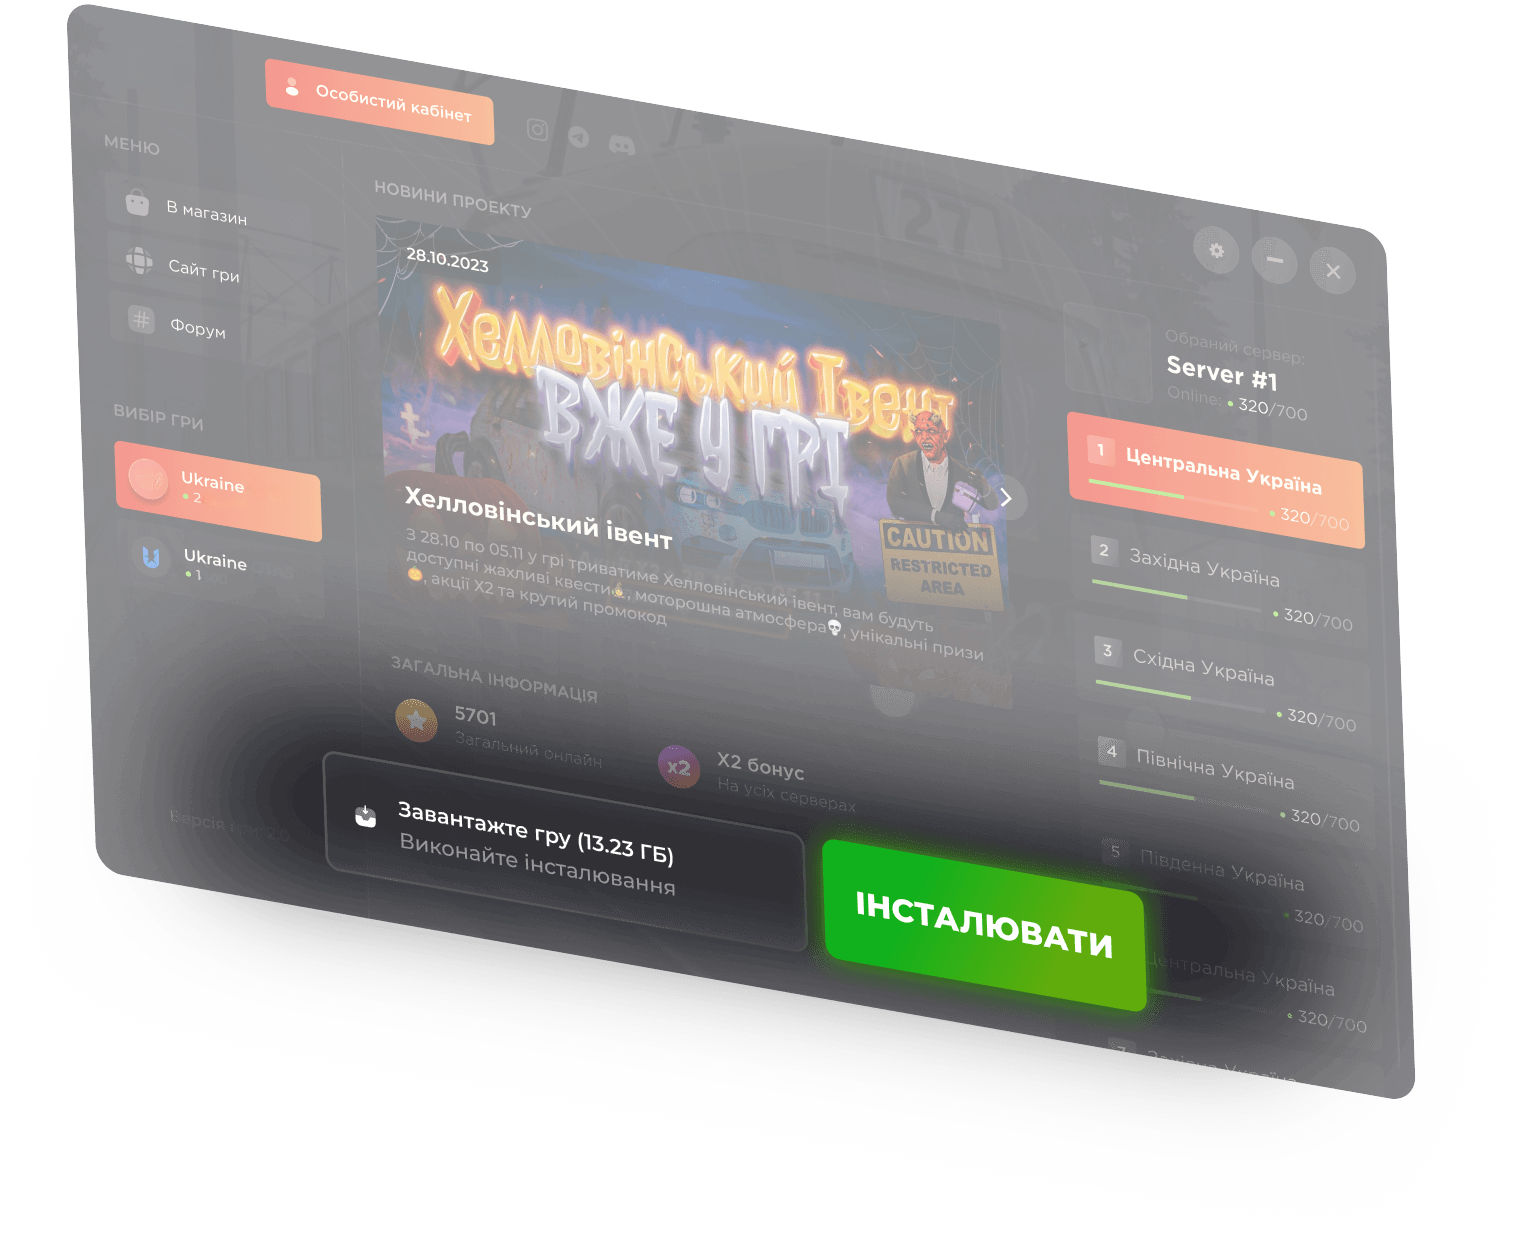 Особистий кабінет
МЕНЮ
В магазин
Сайт гри
Форум
ВИБІР ГРИ
Ukraine
2
Ukraine
1
НОВИНИ ПРОЕКТУ
27
28.10.2023
Хелловінський Івент
ВЖЕ У ГРІ
CAUTION
RESTRICTED
AREA
Хелловінський івент
З 28.10 по 05.11 у грі триватиме Хелловінський івент, вам будуть
доступні жахливі квести🧙, моторошна атмосфера💀, унікальні призи
🎃, акції X2 та крутий промокод
ЗАГАЛЬНА ІНФОРМАЦІЯ
5701
Загальний онлайн
x2
X2 бонус
На усіх серверах
Обраний сервер:
Server #1
Online: 320/700
1 Центральна Україна
320/700
2 Західна Україна
320/700
3 Східна Україна
320/700
4 Північна Україна
320/700
5 Південна Україна
320/700
Центральна Україна
320/700
7 Західна Україна
Версія гри: 2.0
Завантажте гру (13.23 ГБ)
Виконайте інсталювання
ІНСТАЛЮВАТИ